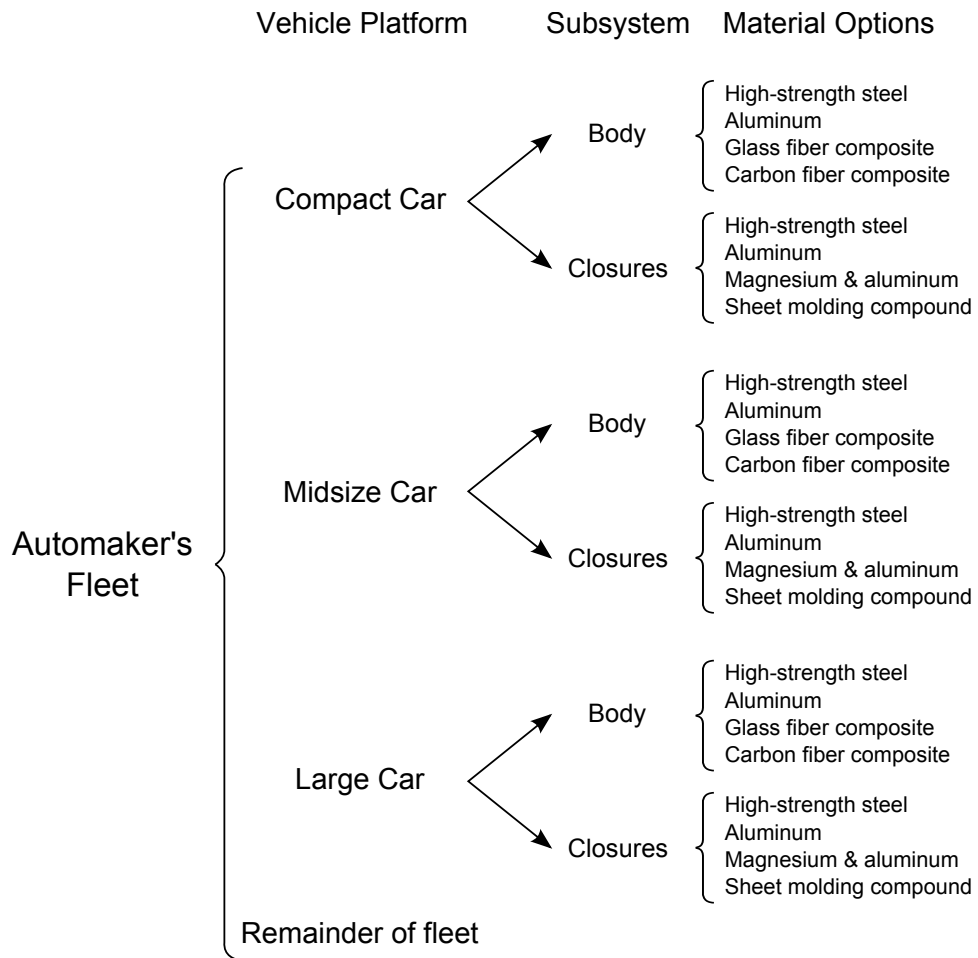 Vehicle Platform Subsystem Material Options
High-strength steel
Aluminum
Glass fiber composite
Carbon fiber composite
Body
Compact Car
High-strength steel
Aluminum
Magnesium & aluminum
Sheet molding compound
Closures
High-strength steel
Aluminum
Glass fiber composite
Carbon fiber composite
Body
Midsize Car
High-strength steel
Aluminum
Magnesium & aluminum
Sheet molding compound
Closures
Automaker's
Fleet
High-strength steel
Aluminum
Glass fiber composite
Carbon fiber composite
Body
Large Car
High-strength steel
Aluminum
Magnesium & aluminum
Sheet molding compound
Closures
Remainder of fleet